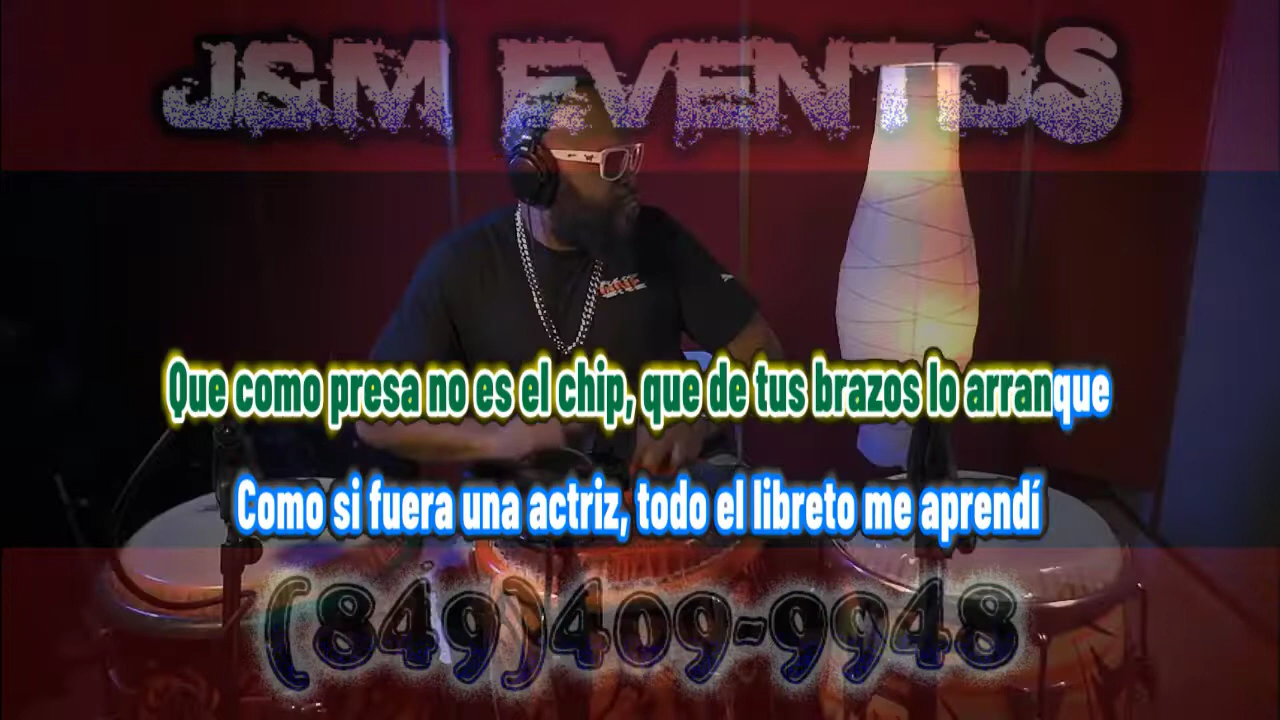 J&M EVENTOS
ONE
Que como presa no es el chip, que de tus brazos lo arranque
Como si fuera una actriz, todo el libreto me aprendí
(849)409-9948